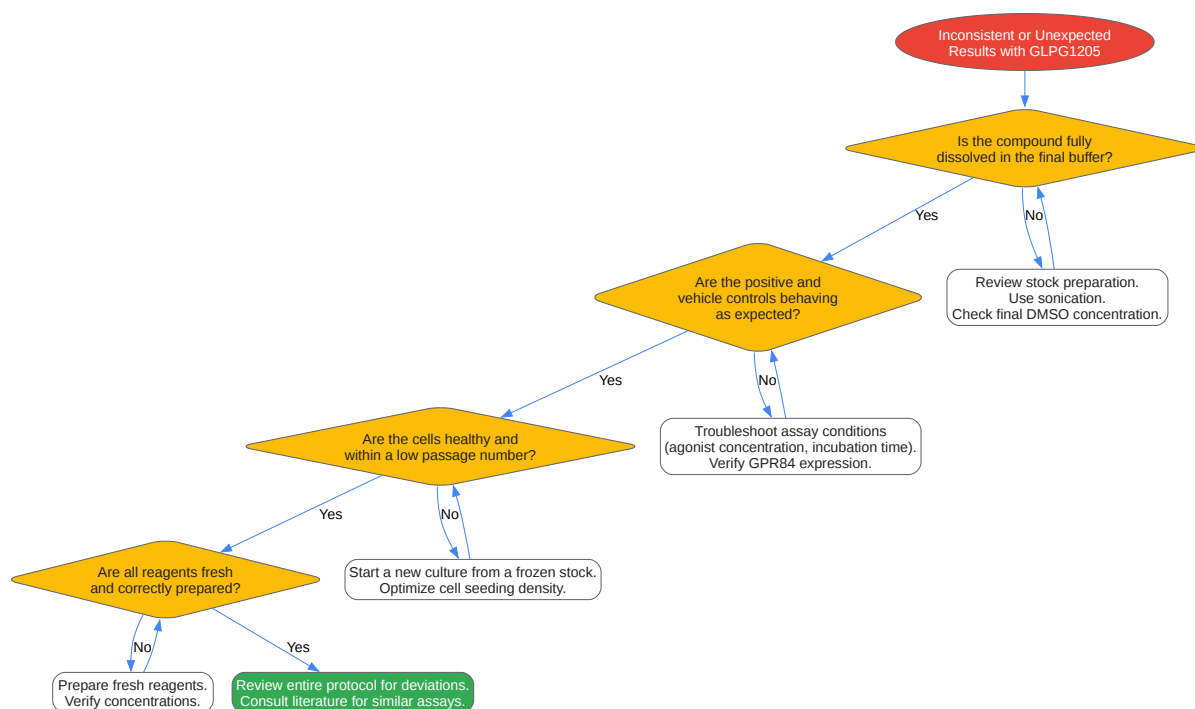 Inconsistent or Unexpected
Results with GLPG1205
Is the compound fully
dissolved in the final buffer?
Yes
No
Review stock preparation.
Use sonication.
Check final DMSO concentration.
Are the positive and
vehicle controls behaving
as expected?
Yes
No
Troubleshoot assay conditions
(agonist concentration, incubation time).
Verify GPR84 expression.
Are the cells healthy and
within a low passage number?
Yes
No
Start a new culture from a frozen stock.
Optimize cell seeding density.
Are all reagents fresh
and correctly prepared?
No
Yes
Prepare fresh reagents.
Verify concentrations.
Review entire protocol for deviations.
Consult literature for similar assays.